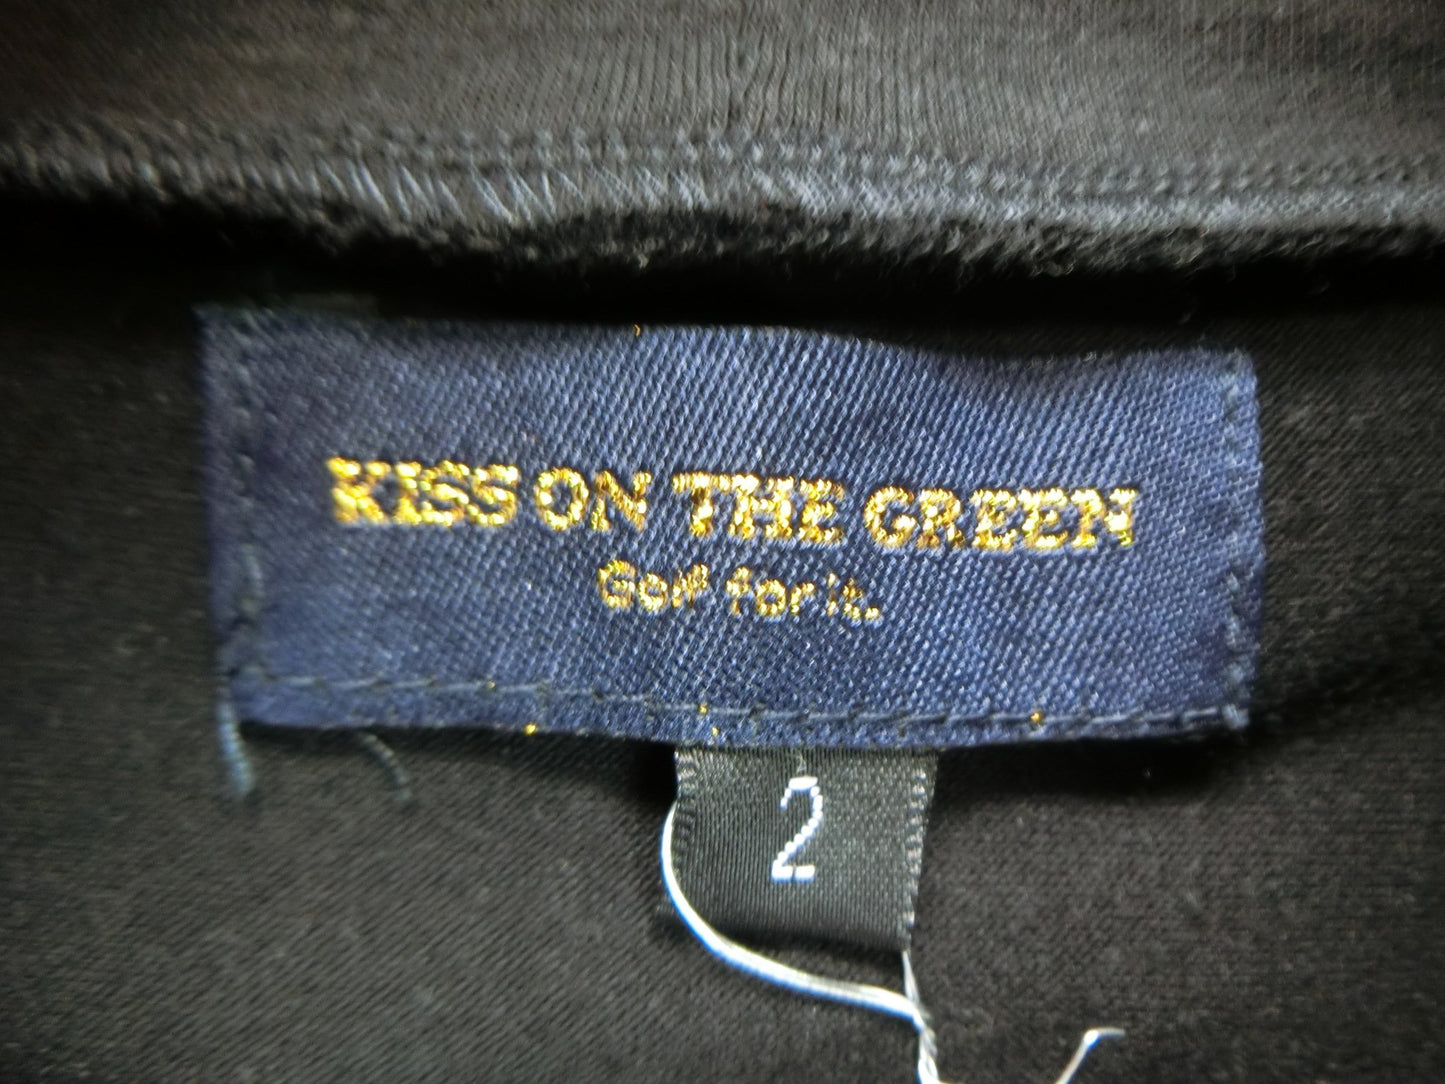 KISS ON THE GREEN
Golf for it.
2